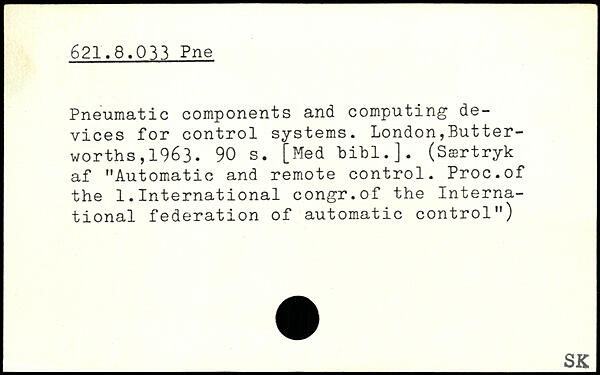 621.8.033 Pne
Pneumatic components and computing de-
vices for control systems. London,Butter-
worths,1963. 90 s. [Med bibl.]. (Særtryk
af "Automatic and remote control. Proc.of
the 1.International congr.of the Interna-
tional federation of automatic control")
SK